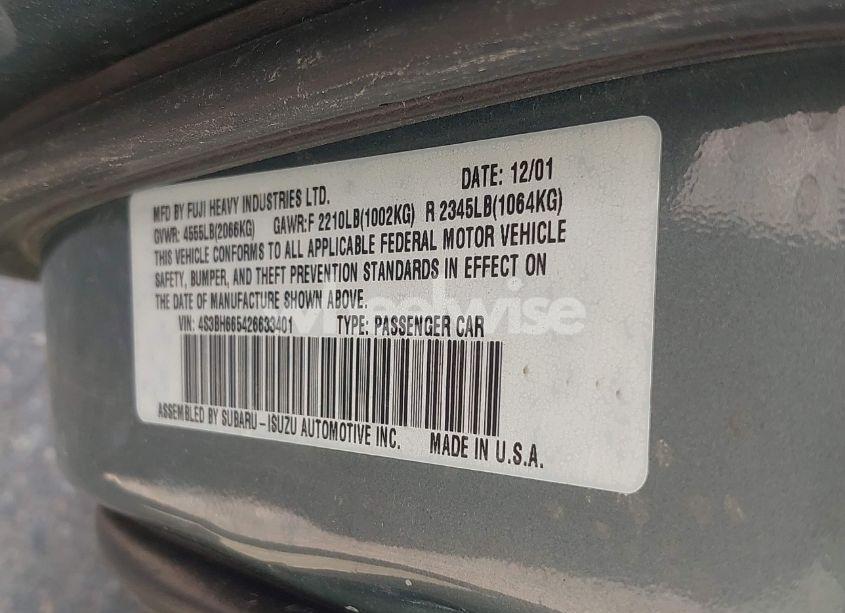 DATE: 12/01
MFD BY FUJI HEAVY INDUSTRIES LTD.
GVWR: 4555LB(2066KG) GAWR:F 2210LB(1002KG) R 2345LB(1064KG)
THIS VEHICLE CONFORMS TO ALL APPLICABLE FEDERAL MOTOR VEHICLE
SAFETY, BUMPER, AND THEFT PREVENTION STANDARDS IN EFFECT ON
THE DATE OF MANUFACTURE SHOWN ABOVE.
VIN: 4S3BH665426633401 TYPE: PASSENGER CAR
wheelwise
ASSEMBLED BY SUBARU-ISUZU AUTOMOTIVE INC. MADE IN U.S.A.